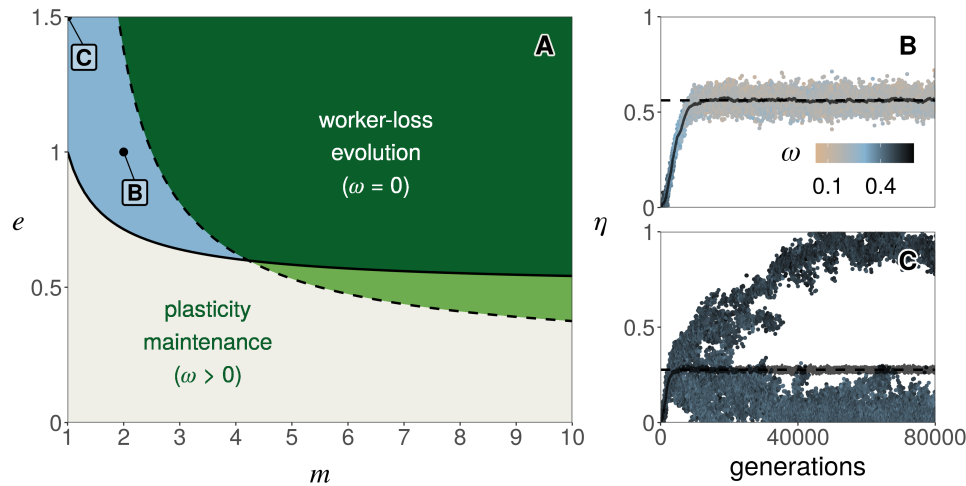 A
1.5
1
0.5
0
e
C
B
worker-loss
evolution
(ω = 0)
plasticity
maintenance
(ω > 0)
1 2 3 4 5 6 7 8 9 10
m
B
1
0.5
0
ω
0.1 0.4
η
C
1
0.5
0
0 40000 80000
generations